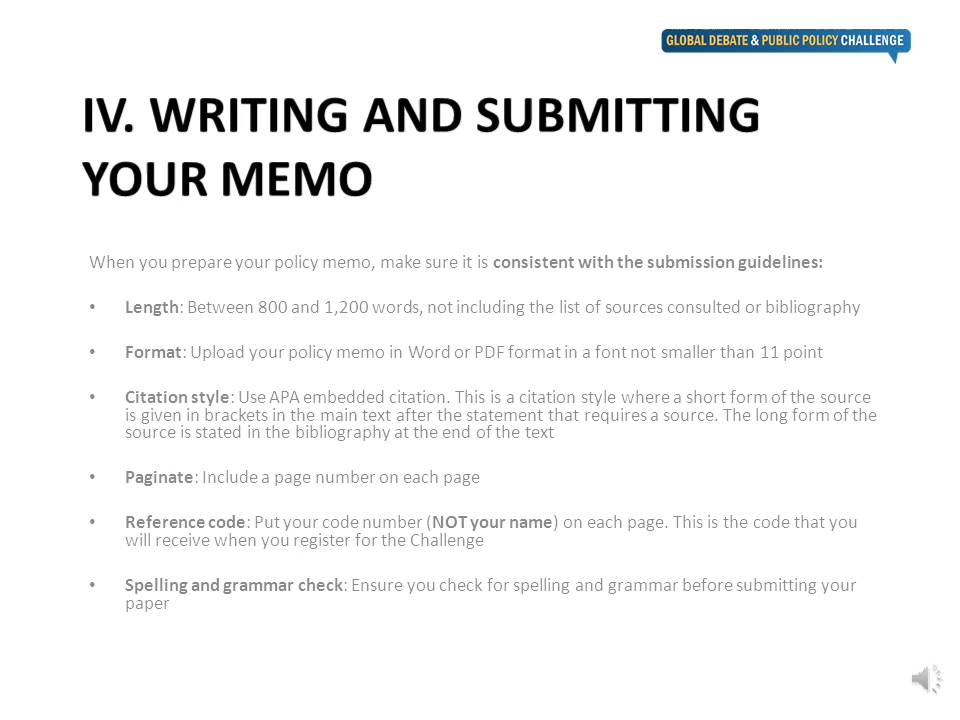 GLOBAL DEBATE & PUBLIC POLICY CHALLENGE
IV. WRITING AND SUBMITTING
YOUR MEMO
When you prepare your policy memo, make sure it is consistent with the submission guidelines:
• Length: Between 800 and 1,200 words, not including the list of sources consulted or bibliography
• Format: Upload your policy memo in Word or PDF format in a font not smaller than 11 point
• Citation style: Use APA embedded citation. This is a citation style where a short form of the source
is given in brackets in the main text after the statement that requires a source. The long form of the
source is stated in the bibliography at the end of the text
• Paginate: Include a page number on each page
• Reference code: Put your code number (NOT your name) on each page. This is the code that you
will receive when you register for the Challenge
• Spelling and grammar check: Ensure you check for spelling and grammar before submitting your
paper